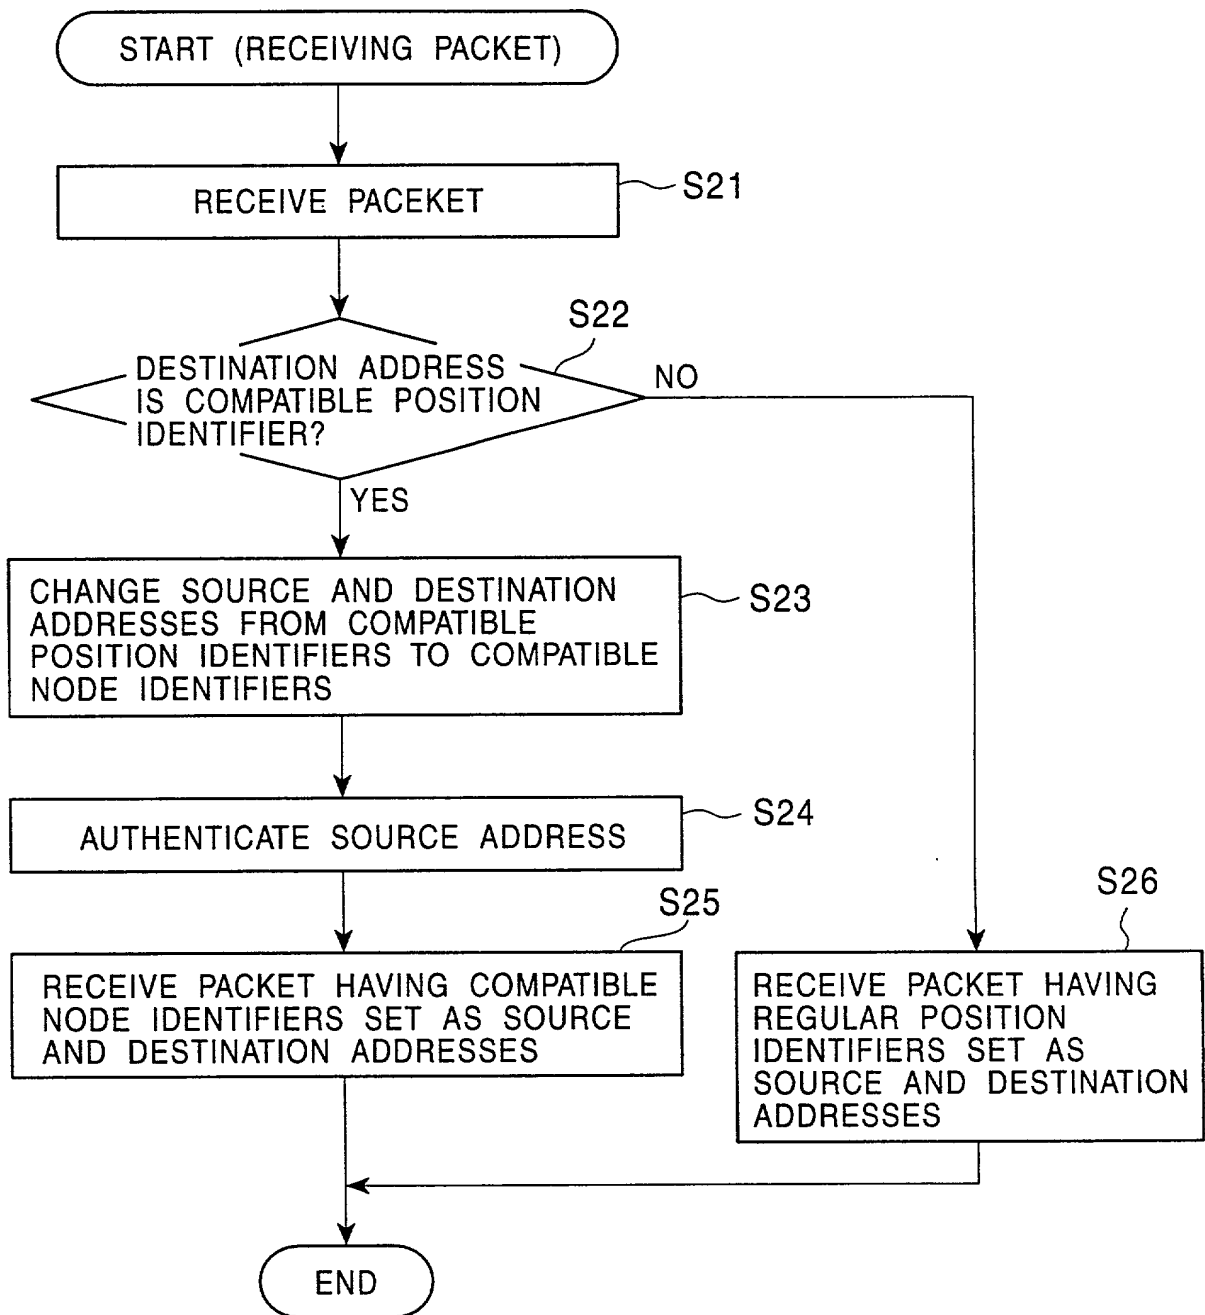 START (RECEIVING PACKET)
RECEIVE PACEKET
S21
S22
DESTINATION ADDRESS
IS COMPATIBLE POSITION
IDENTIFIER?
NO
YES
CHANGE SOURCE AND DESTINATION
ADDRESSES FROM COMPATIBLE
POSITION IDENTIFIERS TO COMPATIBLE
NODE IDENTIFIERS
S23
AUTHENTICATE SOURCE ADDRESS
S24
S25
RECEIVE PACKET HAVING COMPATIBLE
NODE IDENTIFIERS SET AS SOURCE
AND DESTINATION ADDRESSES
S26
RECEIVE PACKET HAVING
REGULAR POSITION
IDENTIFIERS SET AS
SOURCE AND DESTINATION
ADDRESSES
END